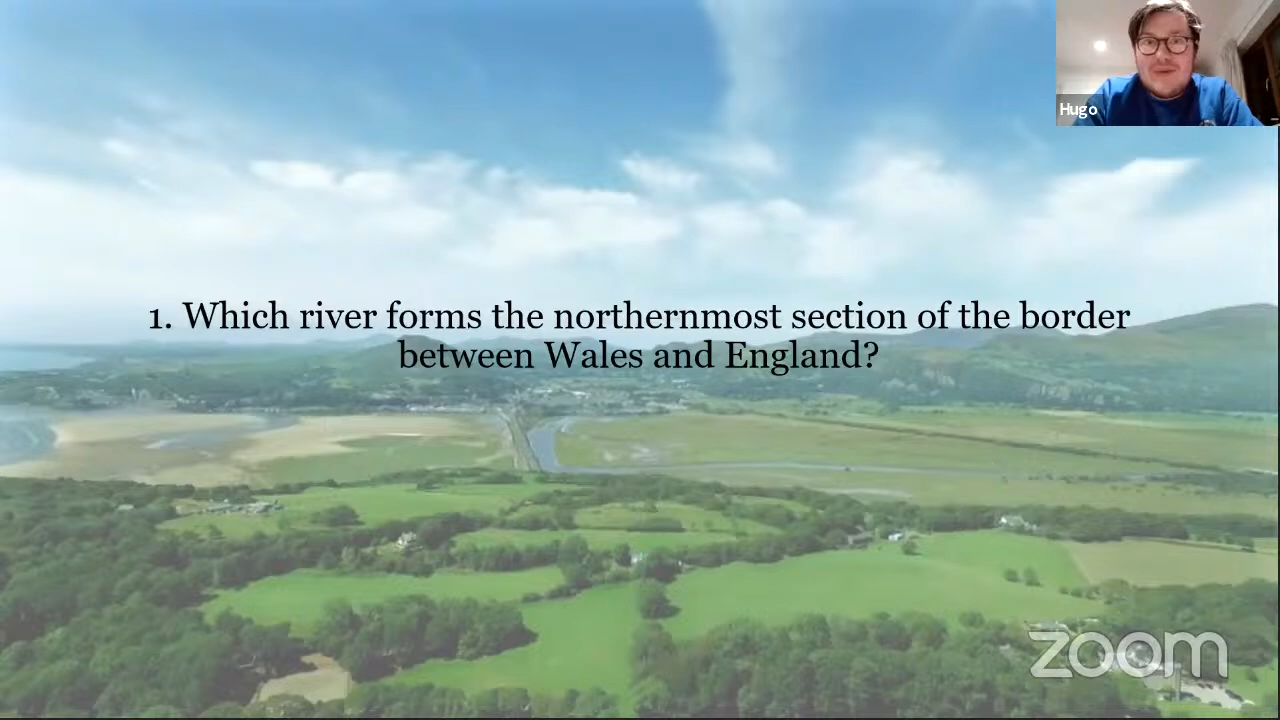 Hugo
1. Which river forms the northernmost section of the border
between Wales and England?
zoom